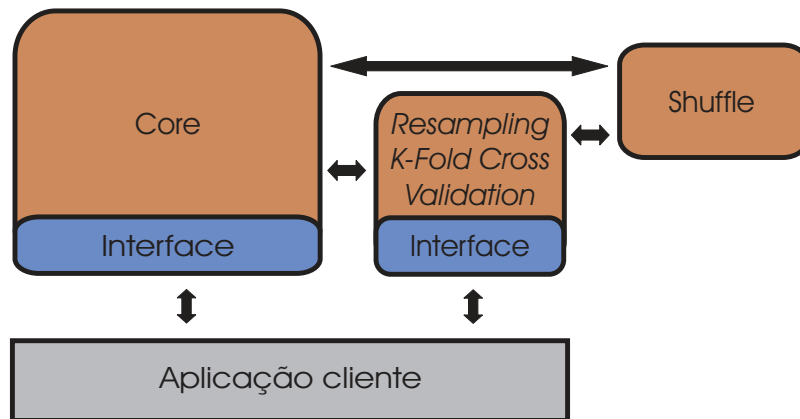 Core
Resampling
K-Fold Cross
Validation
Shuffle
Interface
Interface
Aplicação cliente